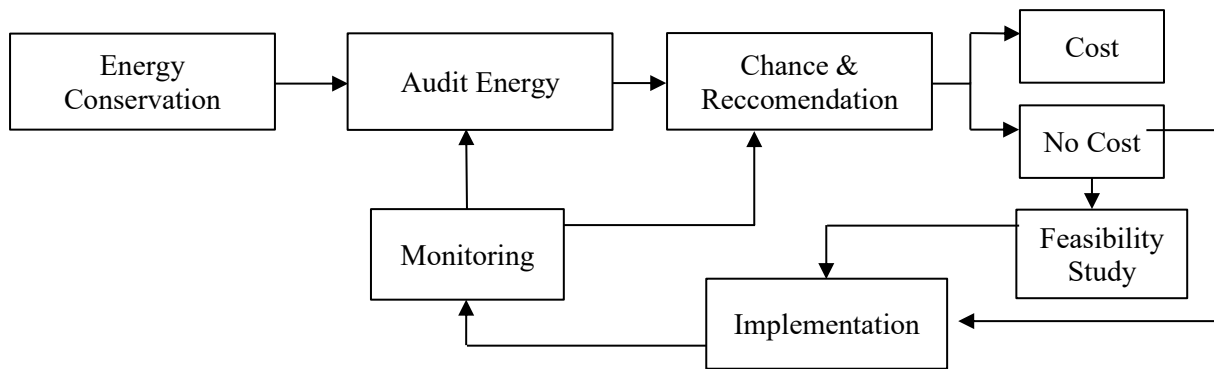 Energy
Conservation
Audit Energy
Chance &
Reccomendation
Cost
No Cost
Monitoring
Feasibility
Study
Implementation